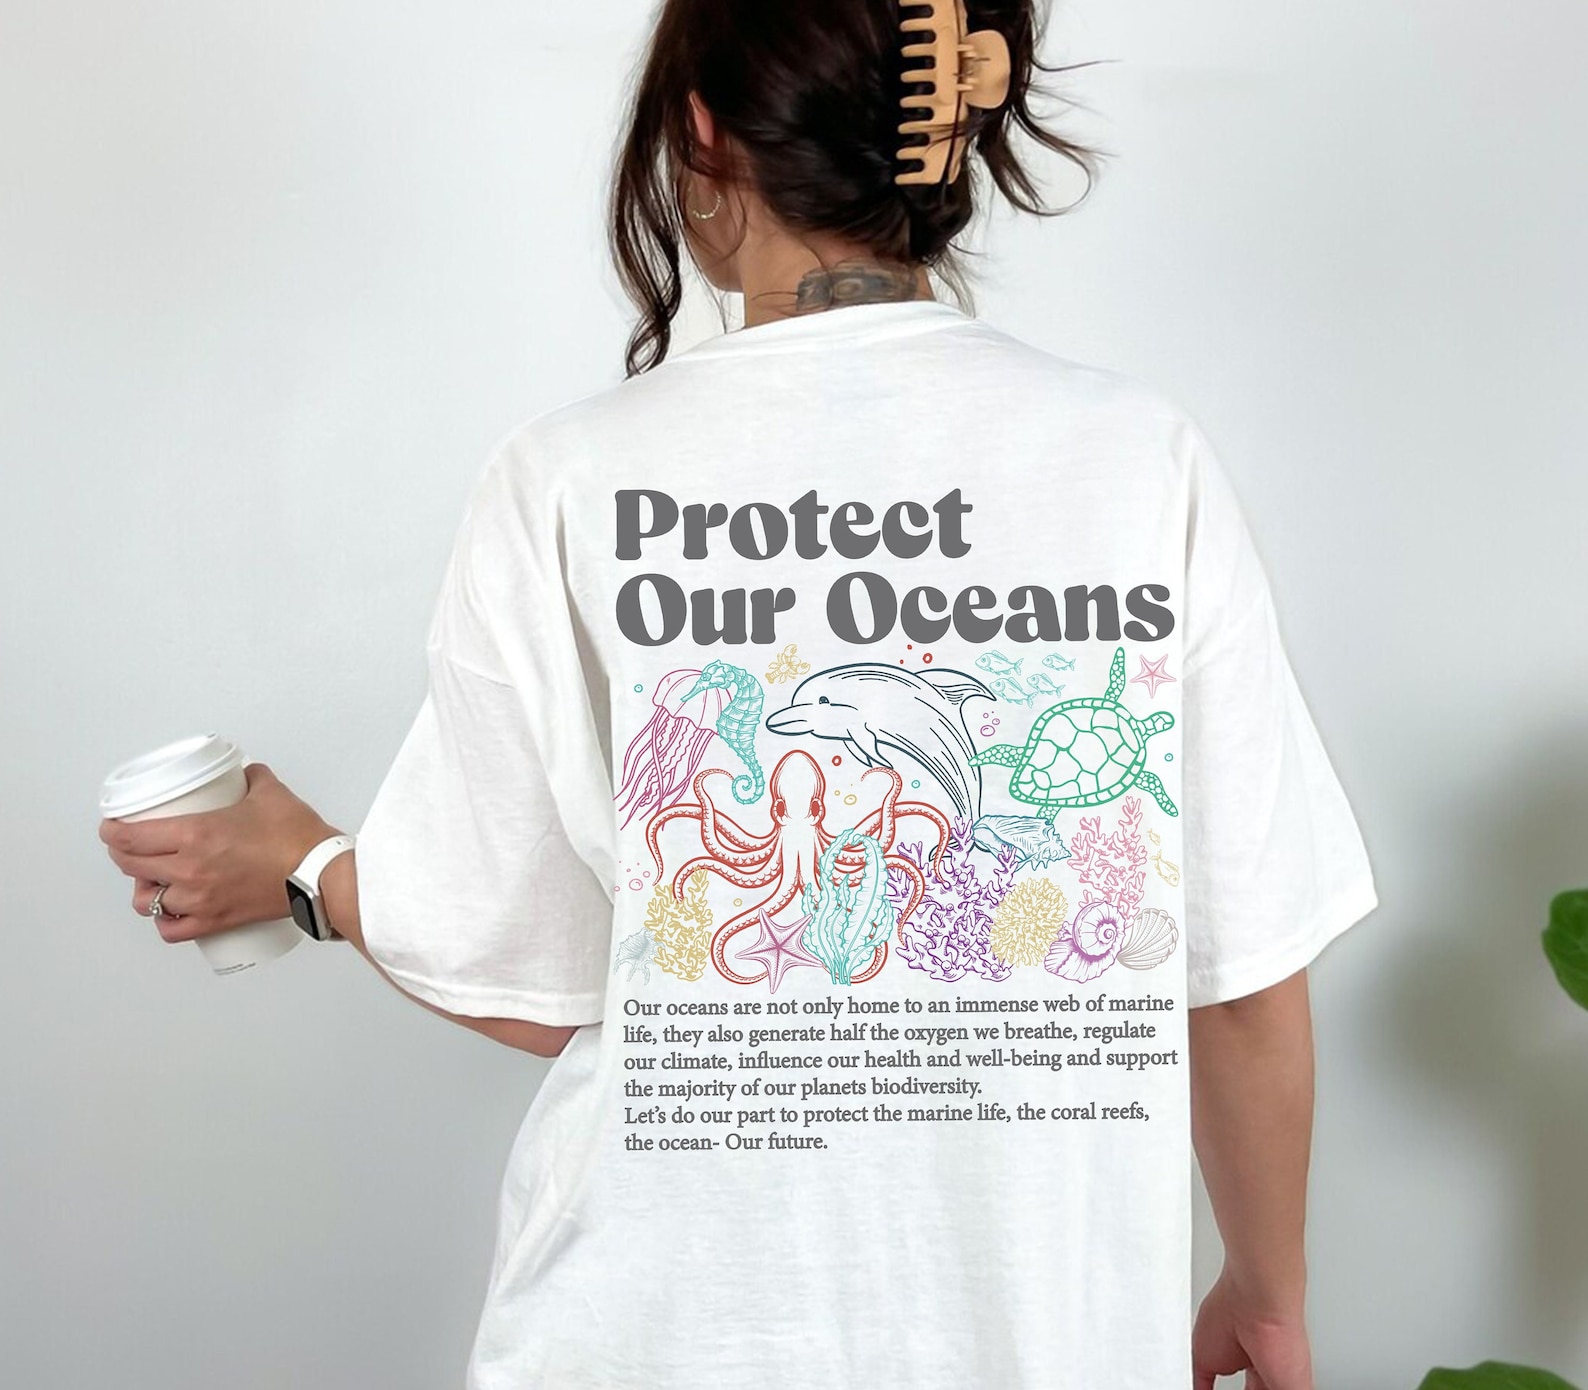 Protect
Our Oceans
Our oceans are not only home to an immense web of marine
life, they also generate half the oxygen we breathe, regulate
our climate, influence our health and well-being and support
the majority of our planets biodiversity.
Let's do our part to protect the marine life, the coral reefs,
the ocean- Our future.